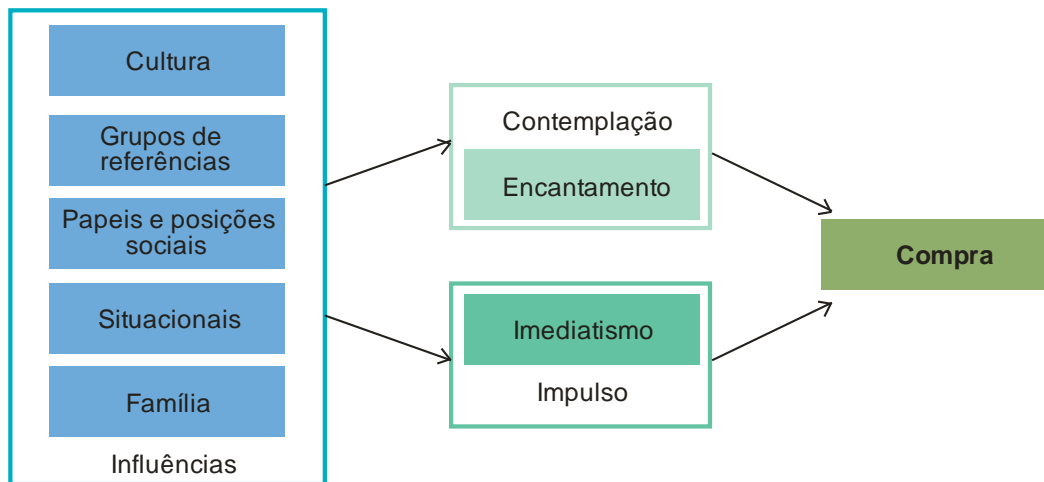 Cultura
Grupos de
referências
Papeis e posições
sociais
Situacionais
Família
Influências
Contemplação
Encantamento
Imediatismo
Impulso
Compra